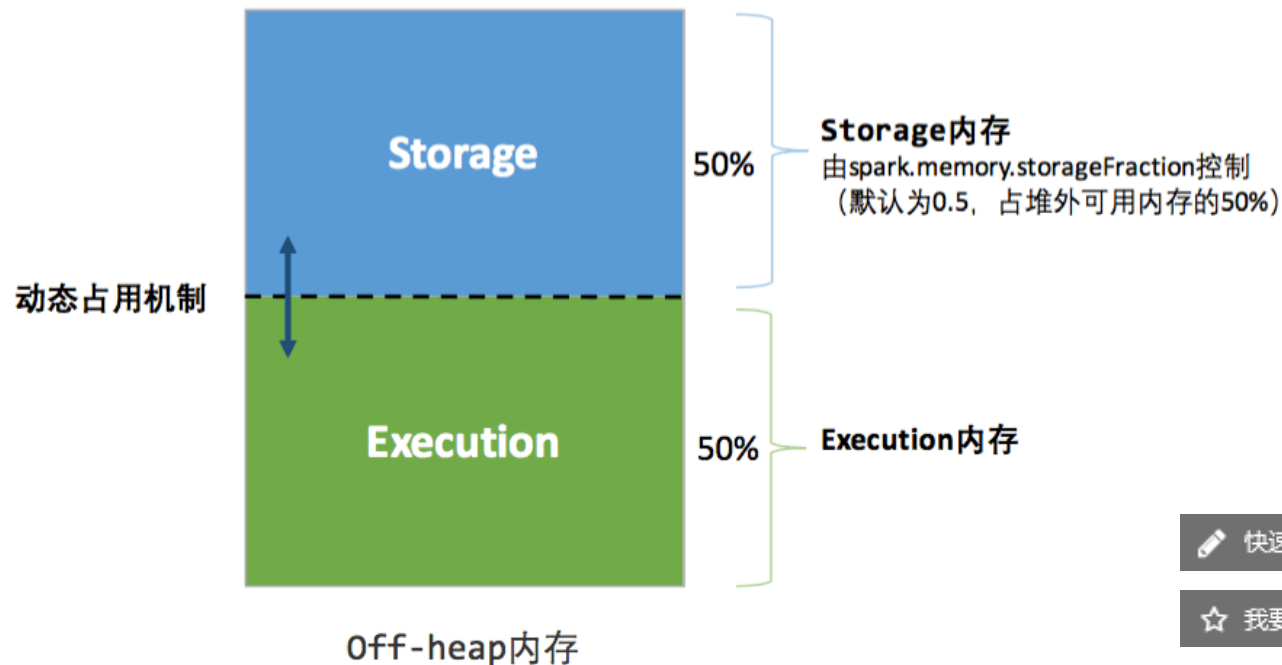 Storage
50%
Storage内存
由spark.memory.storageFraction控制
（默认为0.5，占堆外可用内存的50%）
动态占用机制
Execution
50%
Execution内存
快速
我要
Off-heap内存